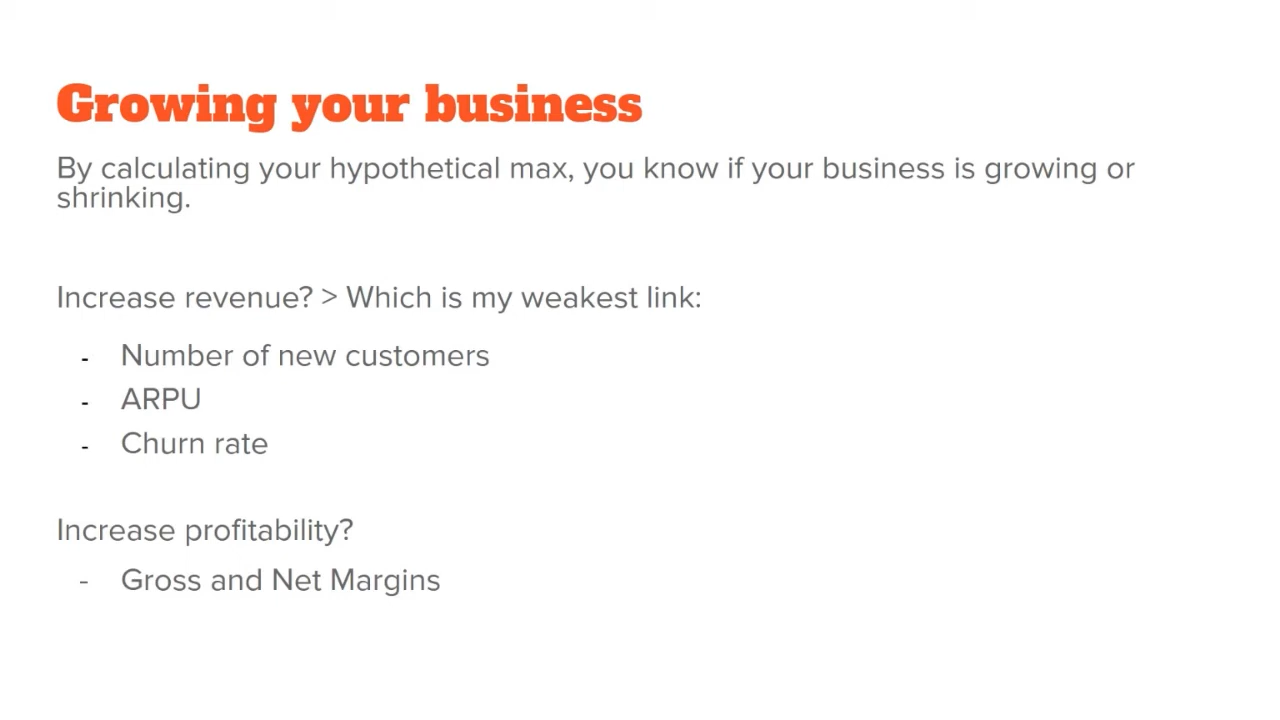 Growing your business
By calculating your hypothetical max, you know if your business is growing or
shrinking.
Increase revenue? > Which is my weakest link:
- Number of new customers
- ARPU
- Churn rate
Increase profitability?
- Gross and Net Margins